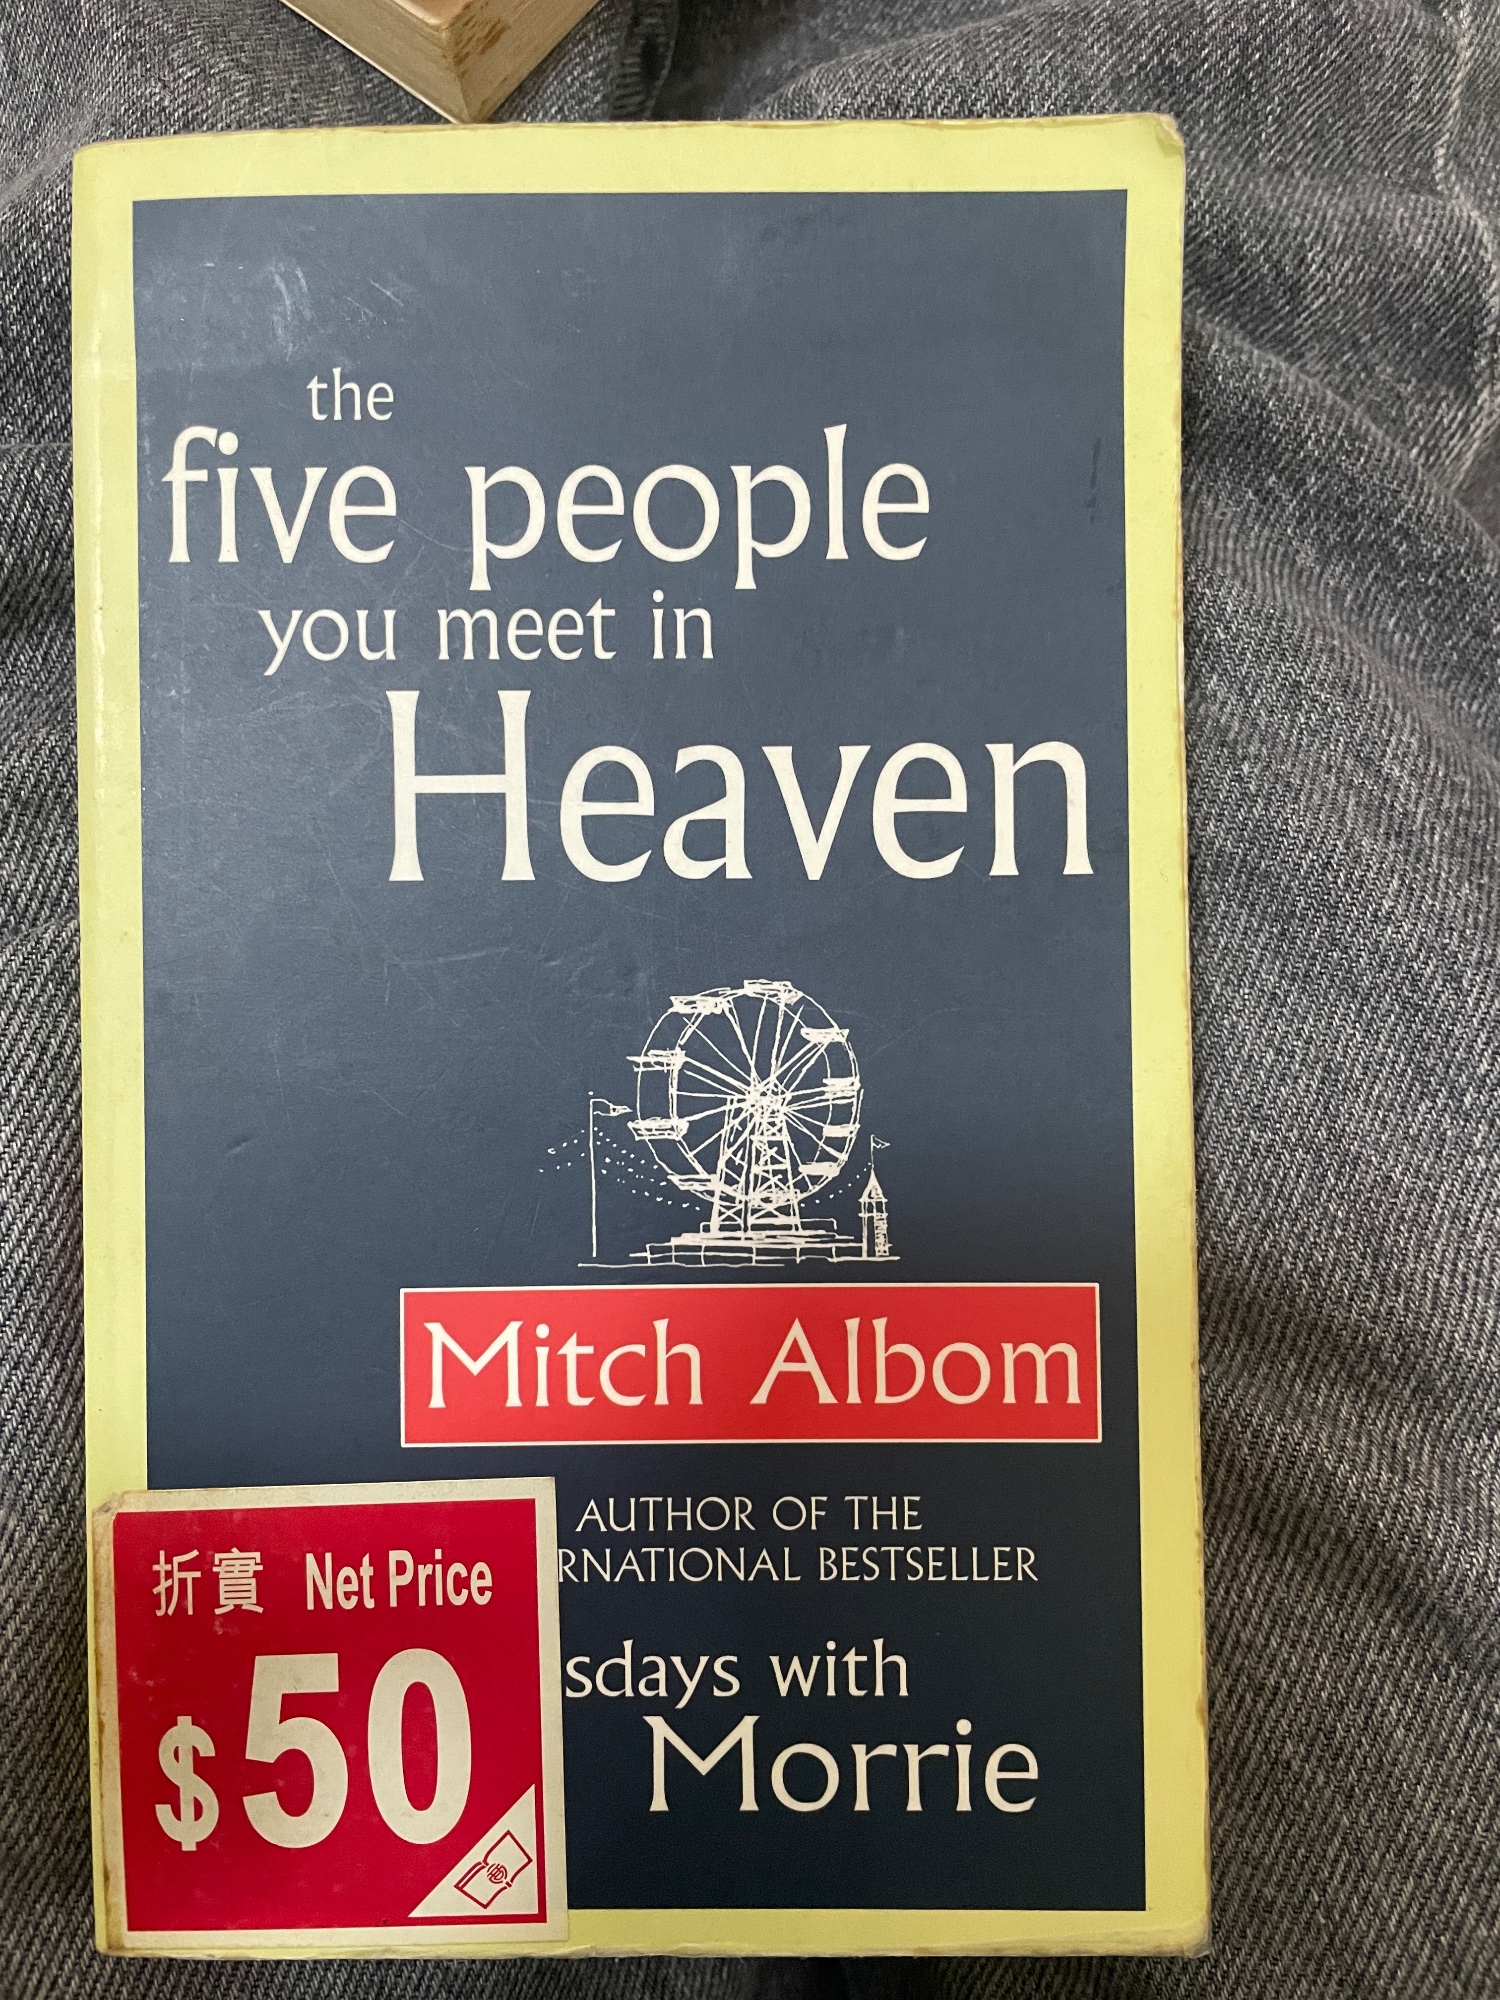 the
five people
you meet in
Heaven
Mitch Albom
AUTHOR OF THE
RNATIONAL BESTSELLER
sdays with
Morrie
折實 Net Price
$50